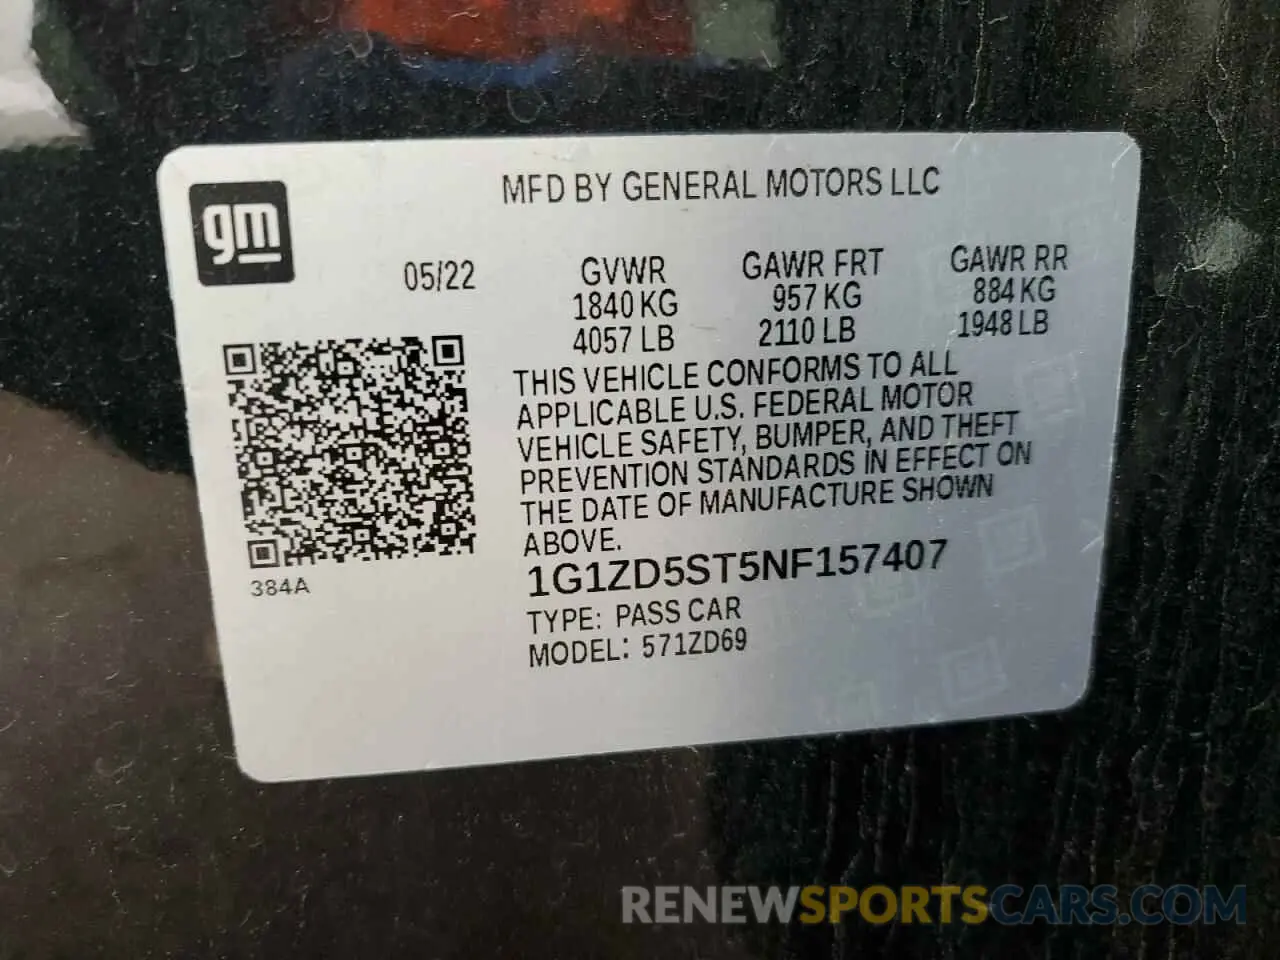 gm
MFD BY GENERAL MOTORS LLC
05/22
GVWR
1840 KG
4057 LB
GAWR FRT
957 KG
2110 LB
GAWR RR
884 KG
1948 LB
THIS VEHICLE CONFORMS TO ALL
APPLICABLE U.S. FEDERAL MOTOR
VEHICLE SAFETY, BUMPER, AND THEFT
PREVENTION STANDARDS IN EFFECT ON
THE DATE OF MANUFACTURE SHOWN
ABOVE.
384A
1G1ZD5ST5NF157407
TYPE: PASS CAR
MODEL: 571ZD69
RENEWSPORTSCARS.COM